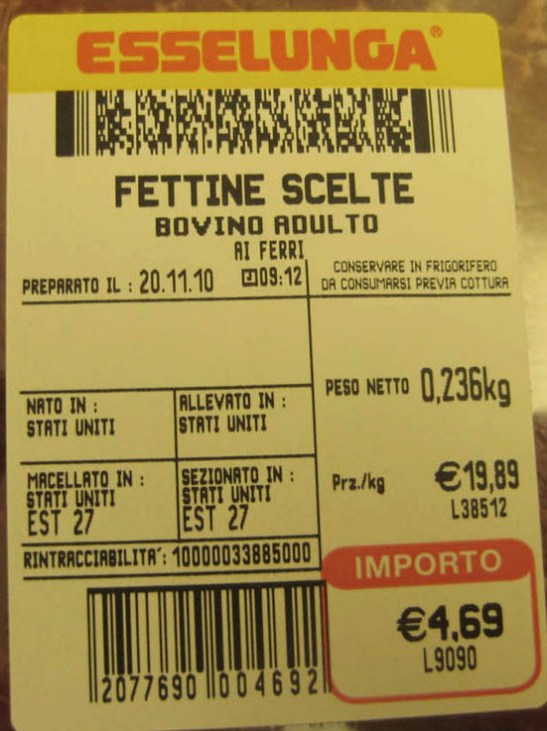 ESSELUNGA®
FETTINE SCELTE
BOVINO ADULTO
AI FERRI
PREPARATO IL : 20.11.10 09:12
CONSERVARE IN FRIGORIFERO
DA CONSUMARSI PREVIA COTTURA
PESO NETTO 0,236kg
NATO IN :
STATI UNITI
ALLEVATO IN :
STATI UNITI
MACELLATO IN :
STATI UNITI
EST 27
SEZIONATO IN :
STATI UNITI
EST 27
Prz./kg €19,89
L38512
RINTRACCIABILITA': 10000033885000
IMPORTO
€4,69
L9090
2077690 004692